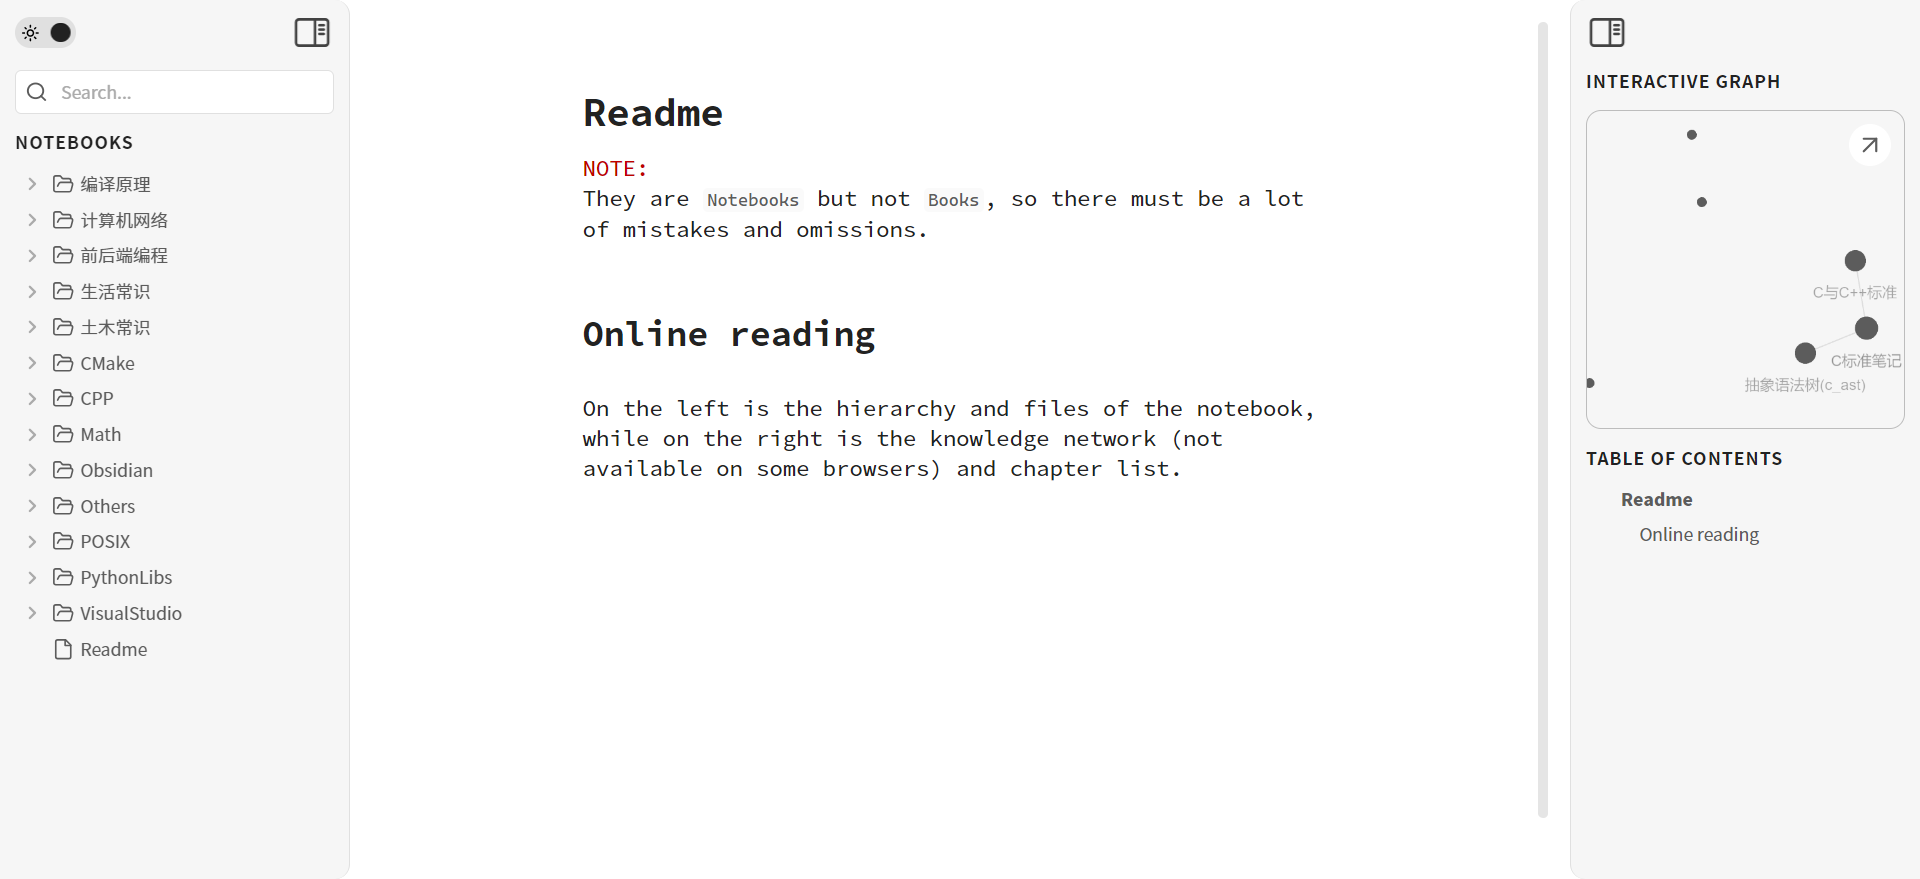 Search...
NOTEBOOKS
编译原理
计算机网络
前后端编程
生活常识
土木常识
CMake
CPP
Math
Obsidian
Others
POSIX
PythonLibs
VisualStudio
Readme
Readme
NOTE:
They are Notebooks but not Books, so there must be a lot
of mistakes and omissions.
Online reading
On the left is the hierarchy and files of the notebook,
while on the right is the knowledge network (not
available on some browsers) and chapter list.
INTERACTIVE GRAPH
C与C++标准
C标准笔记
抽象语法树(c_ast)
TABLE OF CONTENTS
Readme
Online reading